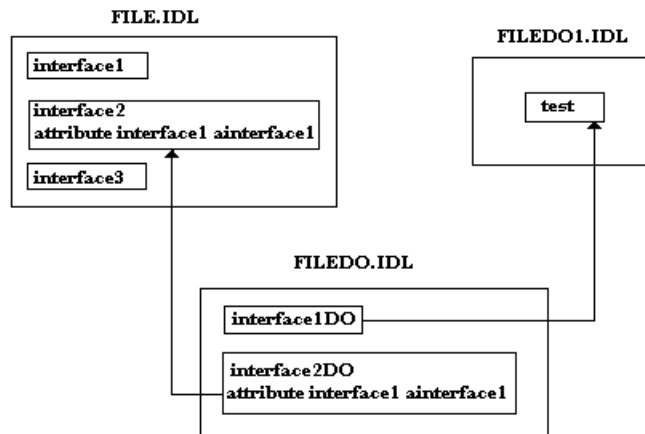 FILE.IDL
interface1
interface2
attribute interface1 ainterface1
interface3
FILEDO1.IDL
test
FILEDO.IDL
interface1DO
interface2DO
attribute interface1 ainterface1